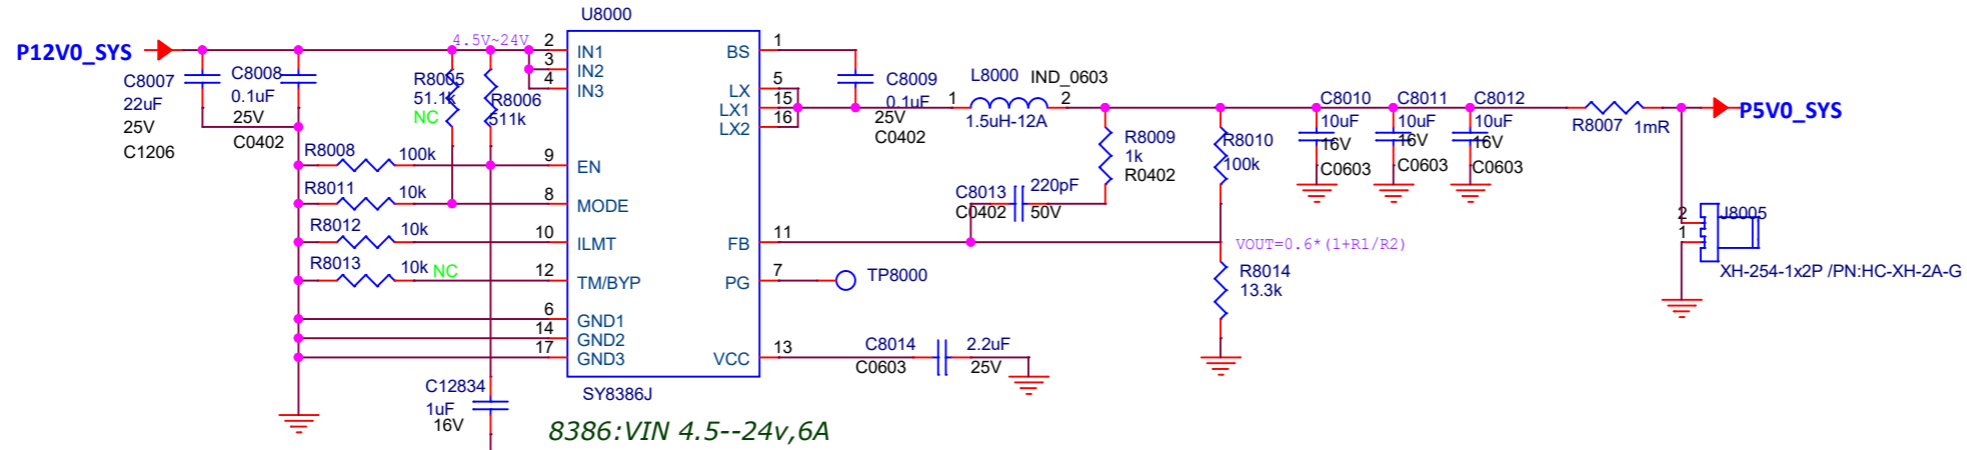 U8000
P12V0_SYS
4.5V~24V
2
IN1
3
IN2
4
IN3
BS
1
LX
5
LX1
15
LX2
16
C8007
22uF
25V
C1206
C8008
0.1uF
25V
C0402
R8005
51.1K
NC
R8006
511k
C8009
0.1uF
25V
C0402
L8000
IND_0603
1
2
1.5uH-12A
C8010
10uF
16V
C0603
C8011
10uF
16V
C0603
C8012
10uF
16V
C0603
R8007
1mR
P5V0_SYS
R8008
100k
9
EN
R8011
10k
8
MODE
R8012
10k
10
ILMT
R8013
10k
NC
12
TM/BYP
6
GND1
14
GND2
17
GND3
R8009
1k
R0402
R8010
100k
C8013
220pF
C0402
50V
FB
11
VOUT=0.6*(1+R1/R2)
PG
7
TP8000
R8014
13.3k
VCC
13
C8014
2.2uF
C0603
25V
2
1
J8005
XH-254-1x2P /PN:HC-XH-2A-G
C12834
1uF
16V
SY8386J
8386:VIN 4.5--24v,6A